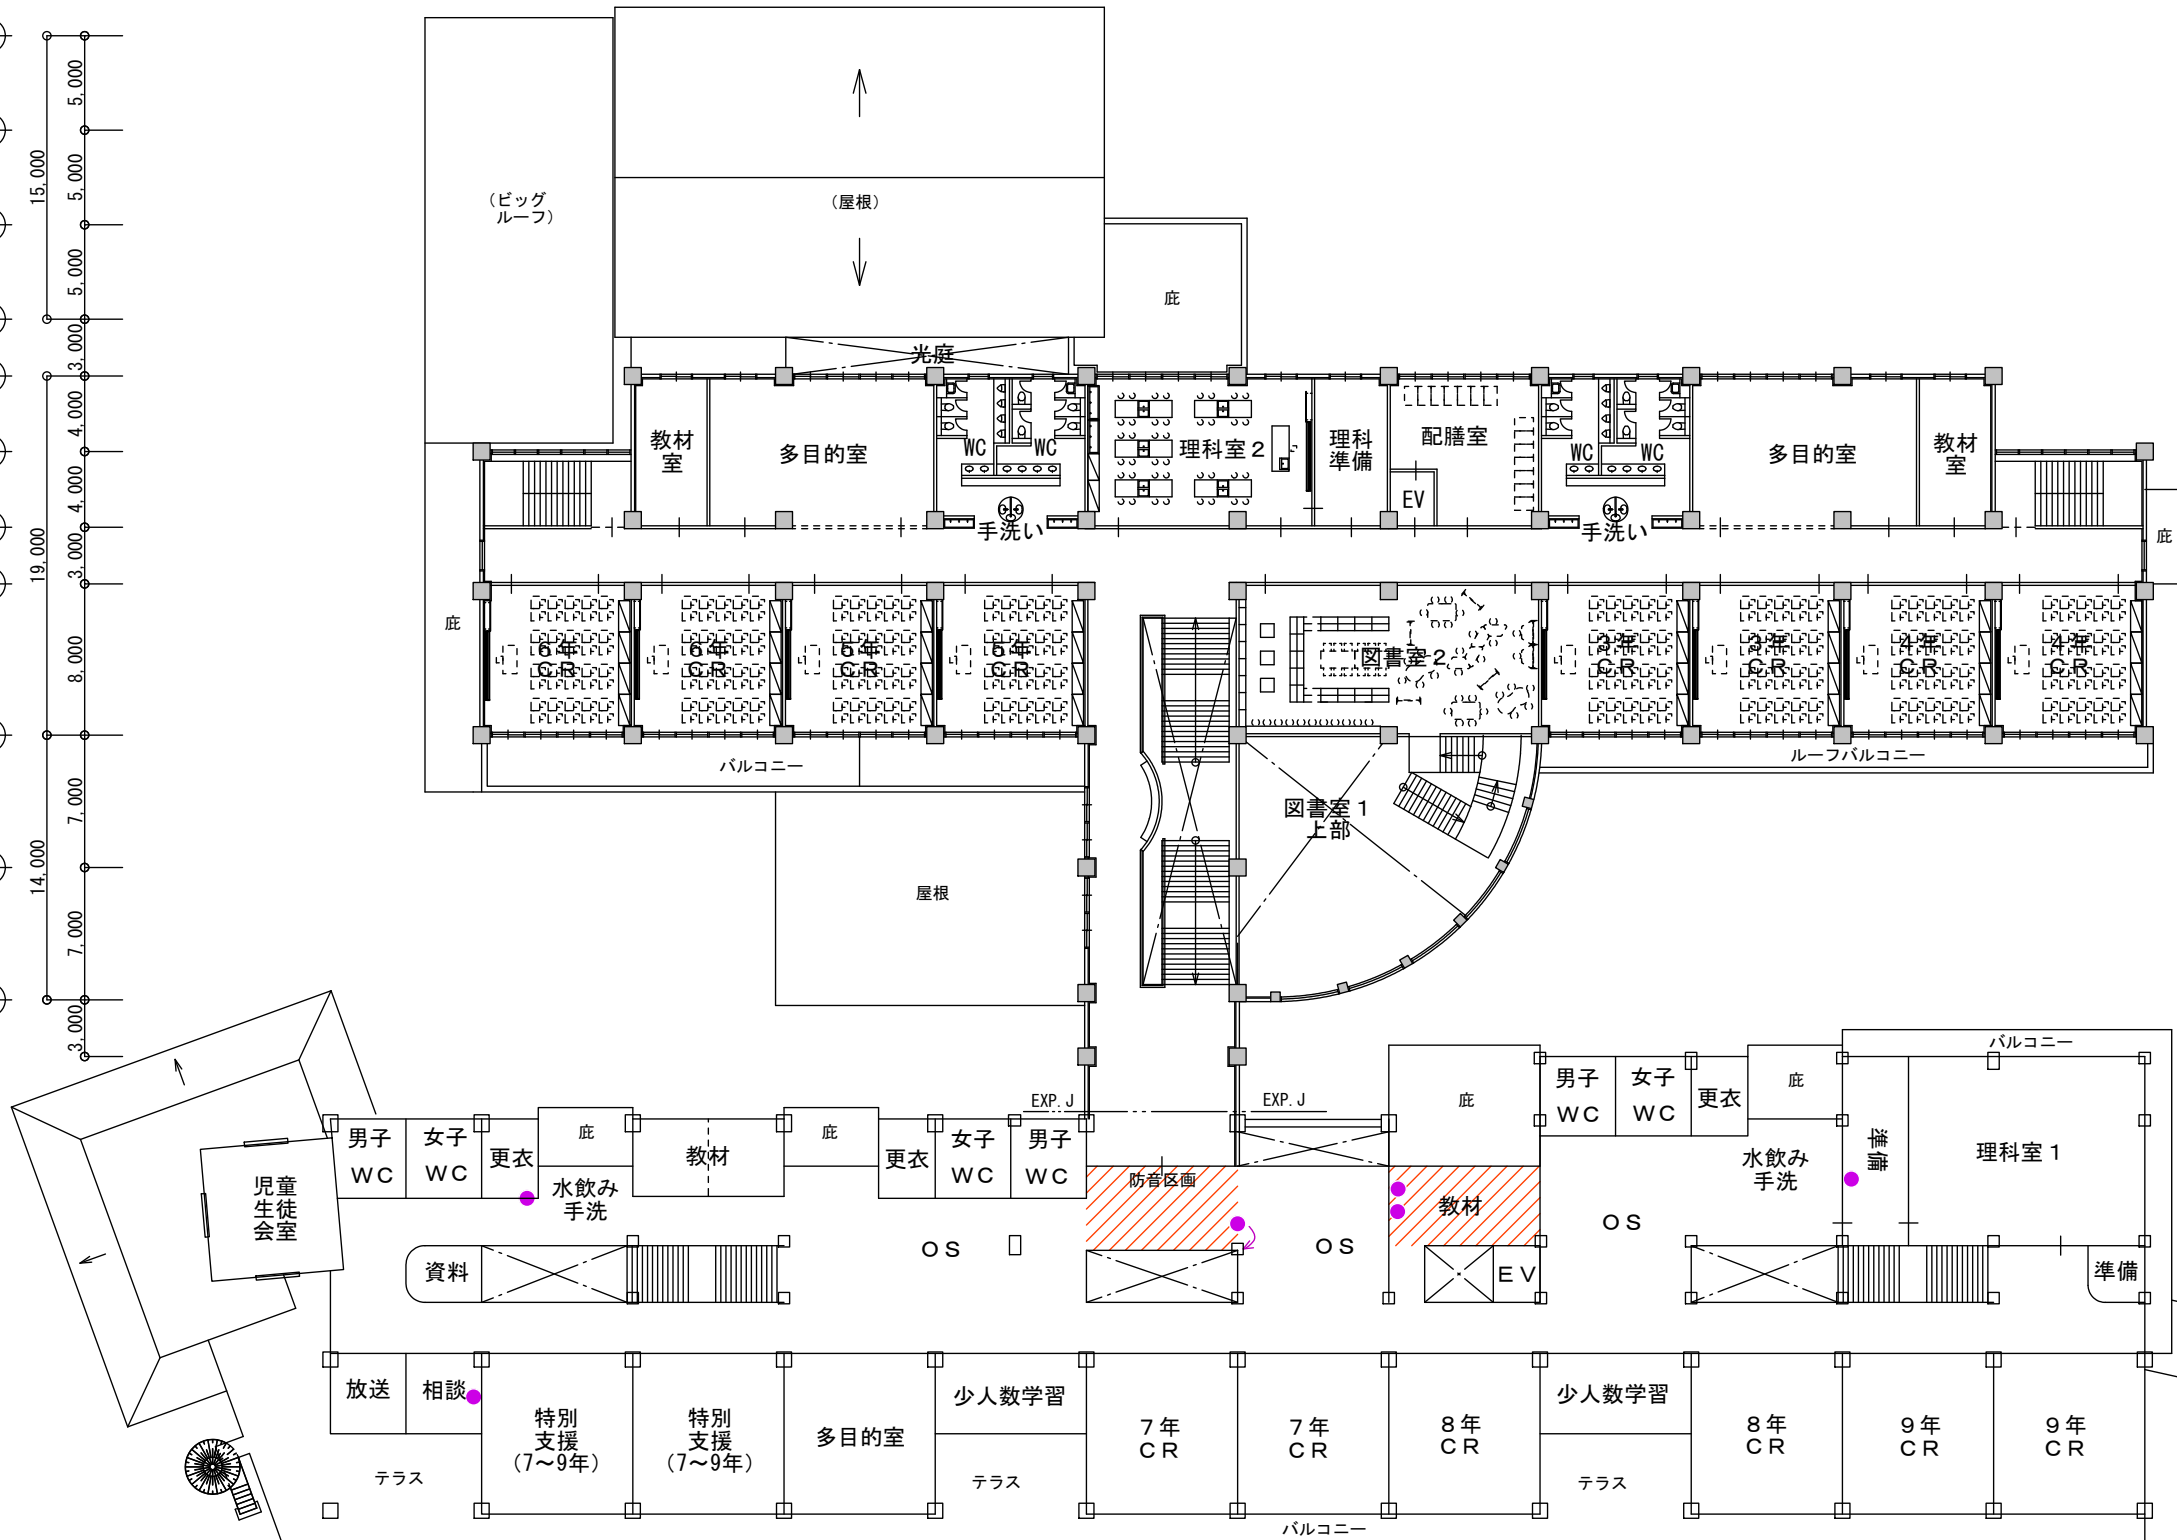 5,000
15,000
5,000
(ビッグ
ルーフ)
(屋根)
5,000
庇
3,000
光庭
4,000
教材
室
多目的室
WC
WC
理科室２
理科
準備
配膳室
WC
WC
多目的室
教材
室
4,000
EV
手洗い
手洗い
庇
19,000
3,000
庇
8,000
６年
ＣＲ
６年
ＣＲ
５年
ＣＲ
５年
ＣＲ
図書室２
３年
ＣＲ
３年
ＣＲ
４年
ＣＲ
４年
ＣＲ
バルコニー
ルーフバルコニー
7,000
図書室１
上部
14,000
屋根
7,000
3,000
バルコニー
EXP.J
EXP.J
庇
男子
ＷＣ
女子
ＷＣ
更衣
庇
男子
ＷＣ
女子
ＷＣ
更衣
庇
教材
庇
更衣
女子
ＷＣ
男子
ＷＣ
防音区画
準備
理科室１
水飲み
手洗
児童
生徒
会室
水飲み
手洗
教材
ＯＳ
ＯＳ
ＯＳ
資料
ＥＶ
準備
放送
相談
特別
支援
(7～9年)
特別
支援
(7～9年)
多目的室
少人数学習
７年
ＣＲ
７年
ＣＲ
８年
ＣＲ
少人数学習
８年
ＣＲ
９年
ＣＲ
９年
ＣＲ
テラス
テラス
テラス
バルコニー